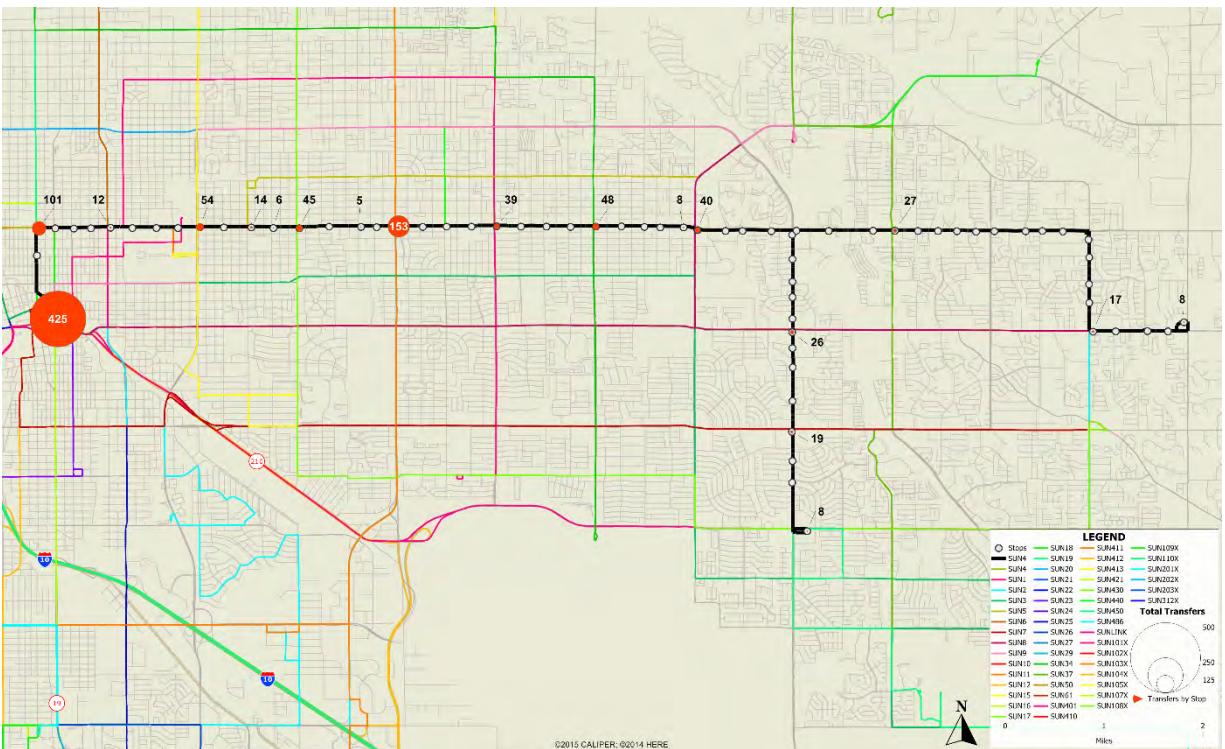 101
12
54
14
6
45
5
153
39
48
8
40
27
425
17
8
26
19
8
210
10
10
19
LEGEND
Stops
SUN4
SUN4
SUN1
SUN2
SUN3
SUN5
SUN6
SUN7
SUN8
SUN9
SUN10
SUN11
SUN12
SUN15
SUN16
SUN17
SUN18
SUN19
SUN20
SUN21
SUN22
SUN23
SUN24
SUN25
SUN26
SUN27
SUN29
SUN34
SUN37
SUN50
SUN61
SUN401
SUN410
SUN411
SUN412
SUN413
SUN421
SUN430
SUN440
SUN450
SUN486
SUNLINK
SUN101X
SUN102X
SUN103X
SUN104X
SUN105X
SUN107X
SUN108X
SUN109X
SUN110X
SUN201X
SUN202X
SUN203X
SUN312X
Total Transfers
500
250
125
Transfers by Stop
N
0 1 2
Miles
©2015 CALIPER; ©2014 HERE